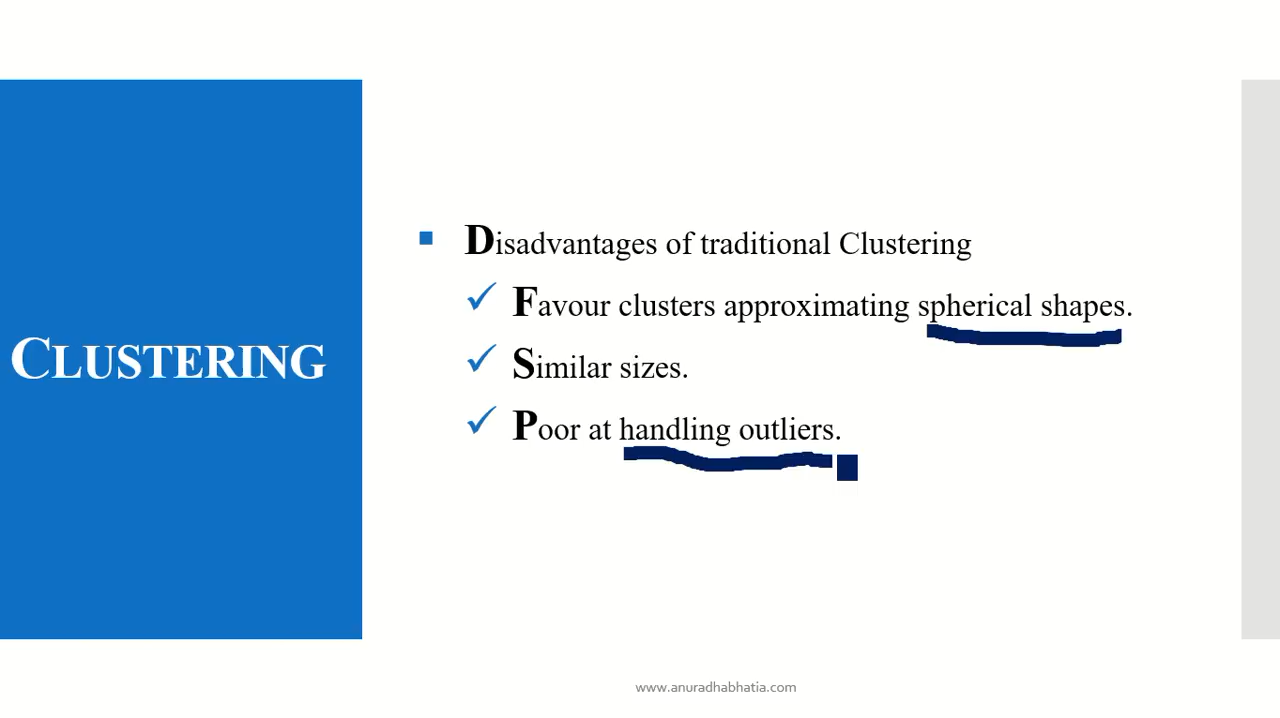 CLUSTERING
Disadvantages of traditional Clustering
Favour clusters approximating spherical shapes.
Similar sizes.
Poor at handling outliers.
www.anuradhabhatia.com